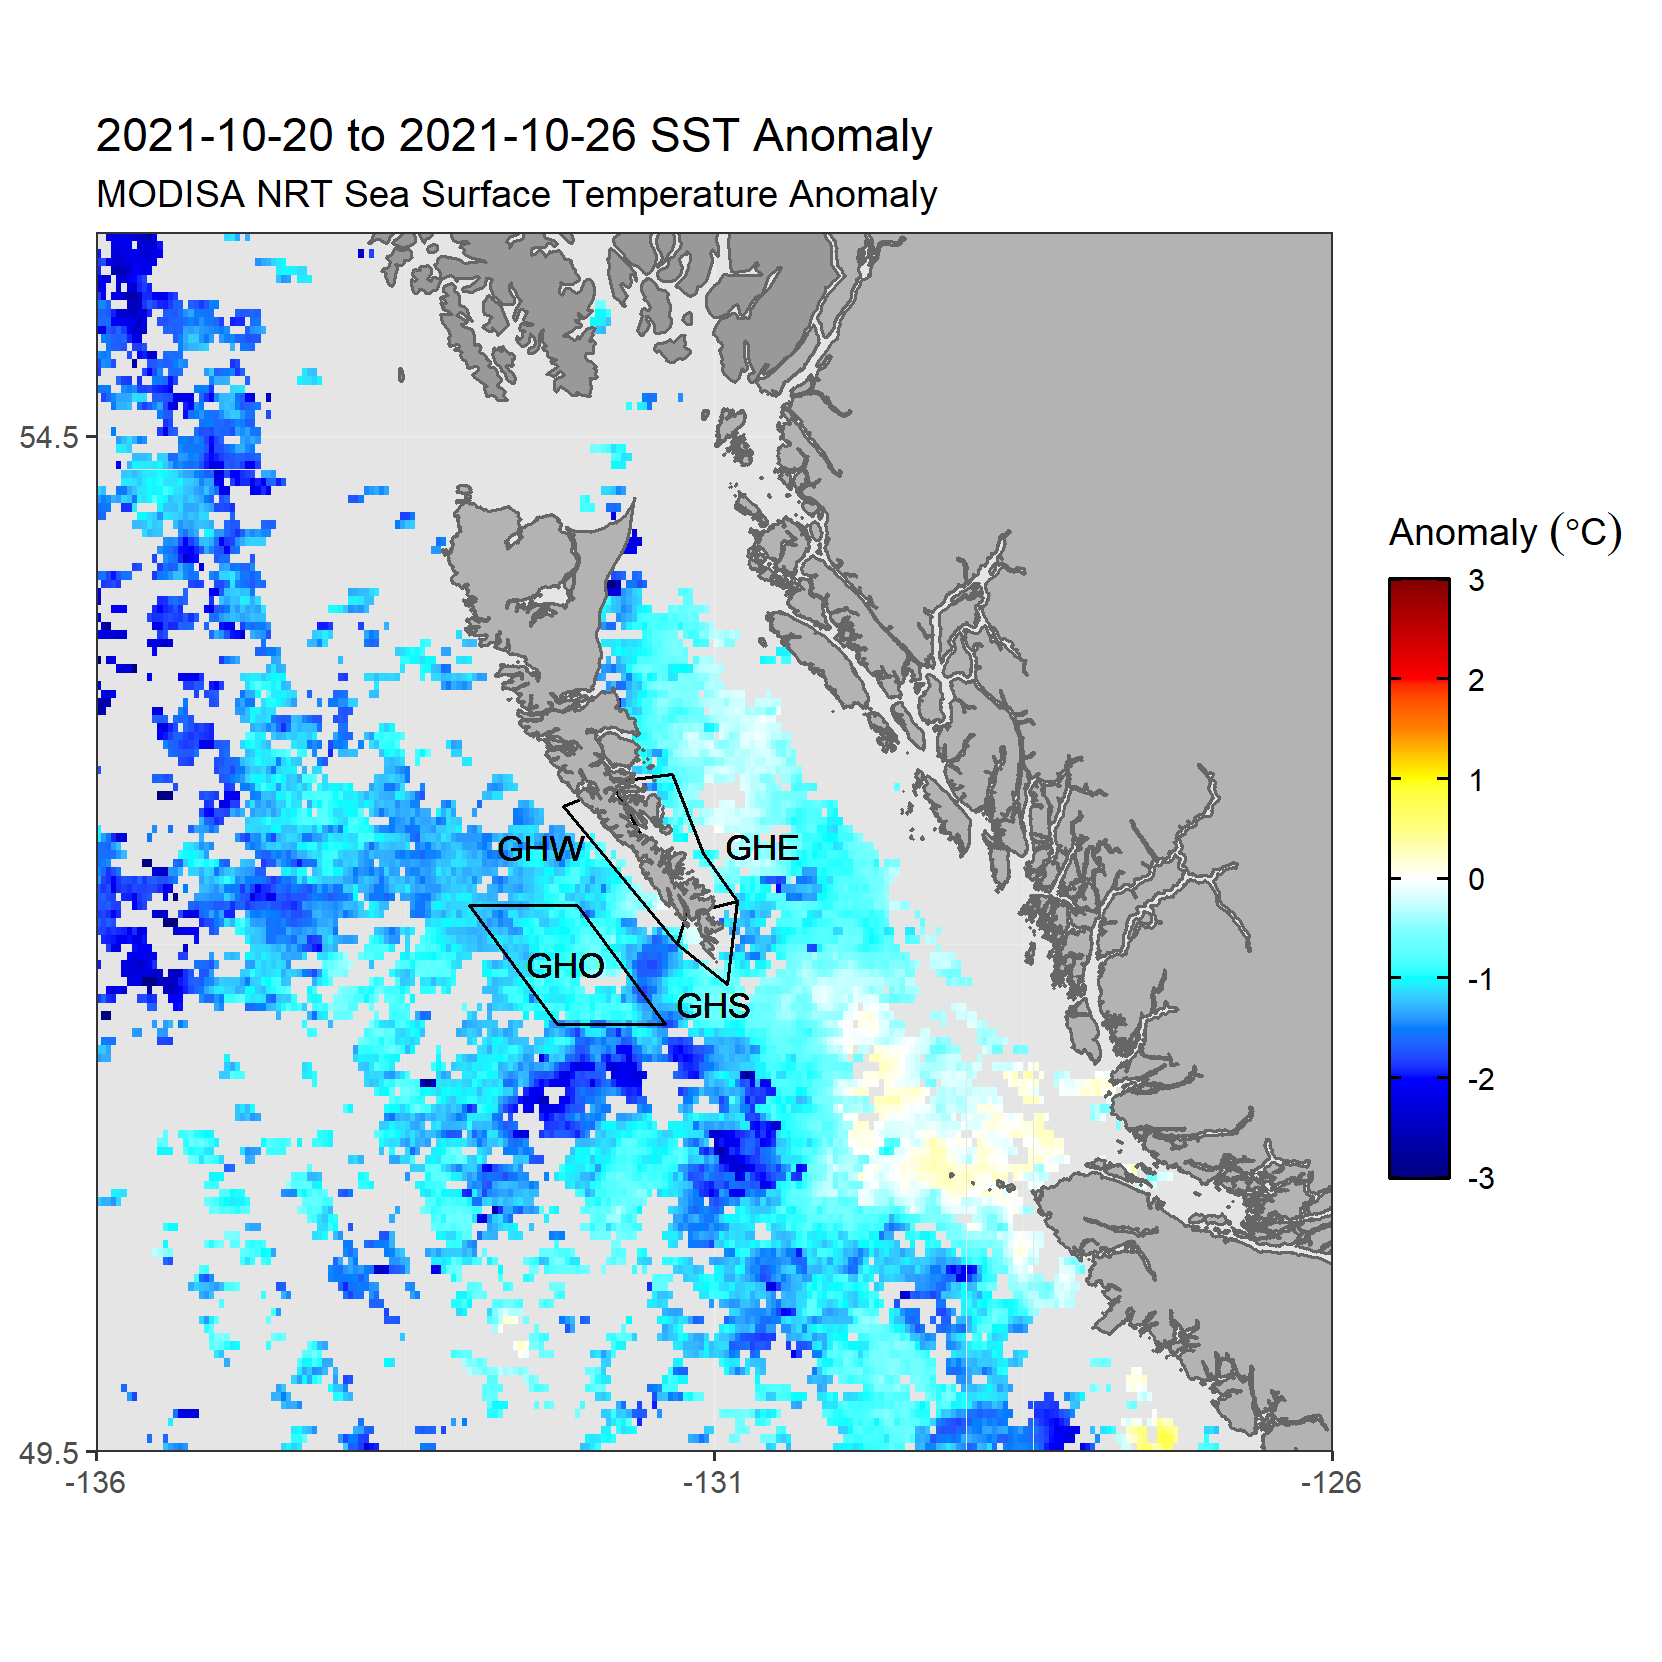 2021-10-20 to 2021-10-26 SST Anomaly
MODISA NRT Sea Surface Temperature Anomaly
54.5
49.5
-136
-131
-126
GHW
GHE
GHO
GHS
Anomaly (°C)
3
2
1
0
-1
-2
-3